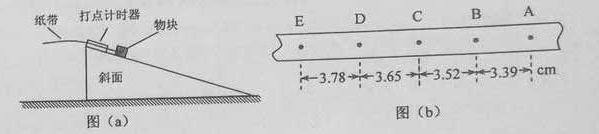 纸带
打点计时器
物块
斜面
图（a）
E D C B A
3.78 3.65 3.52 3.39 cm
图（b）